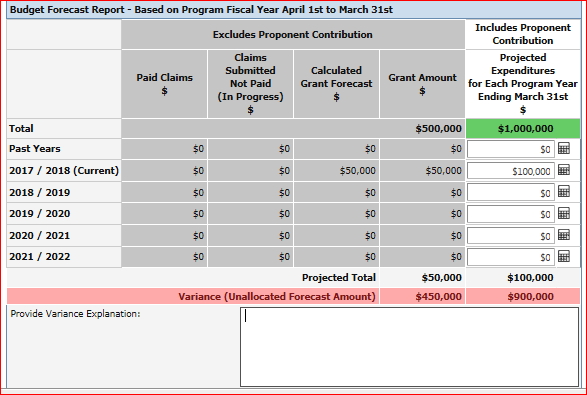 Budget Forecast Report - Based on Program Fiscal Year April 1st to March 31st
Excludes Proponent Contribution
Includes Proponent
Contribution
Paid Claims
$
Claims
Submitted
Not Paid
(In Progress)
$
Calculated
Grant Forecast
$
Grant Amount
$
Projected
Expenditures
for Each Program Year
Ending March 31st
$
Total $500,000 $1,000,000
Past Years $0 $0 $0 $0 $0
2017 / 2018 (Current) $0 $0 $50,000 $50,000 $100,000
2018 / 2019 $0 $0 $0 $0 $0
2019 / 2020 $0 $0 $0 $0 $0
2020 / 2021 $0 $0 $0 $0 $0
2021 / 2022 $0 $0 $0 $0 $0
Projected Total $50,000 $100,000
Variance (Unallocated Forecast Amount) $450,000 $900,000
Provide Variance Explanation: